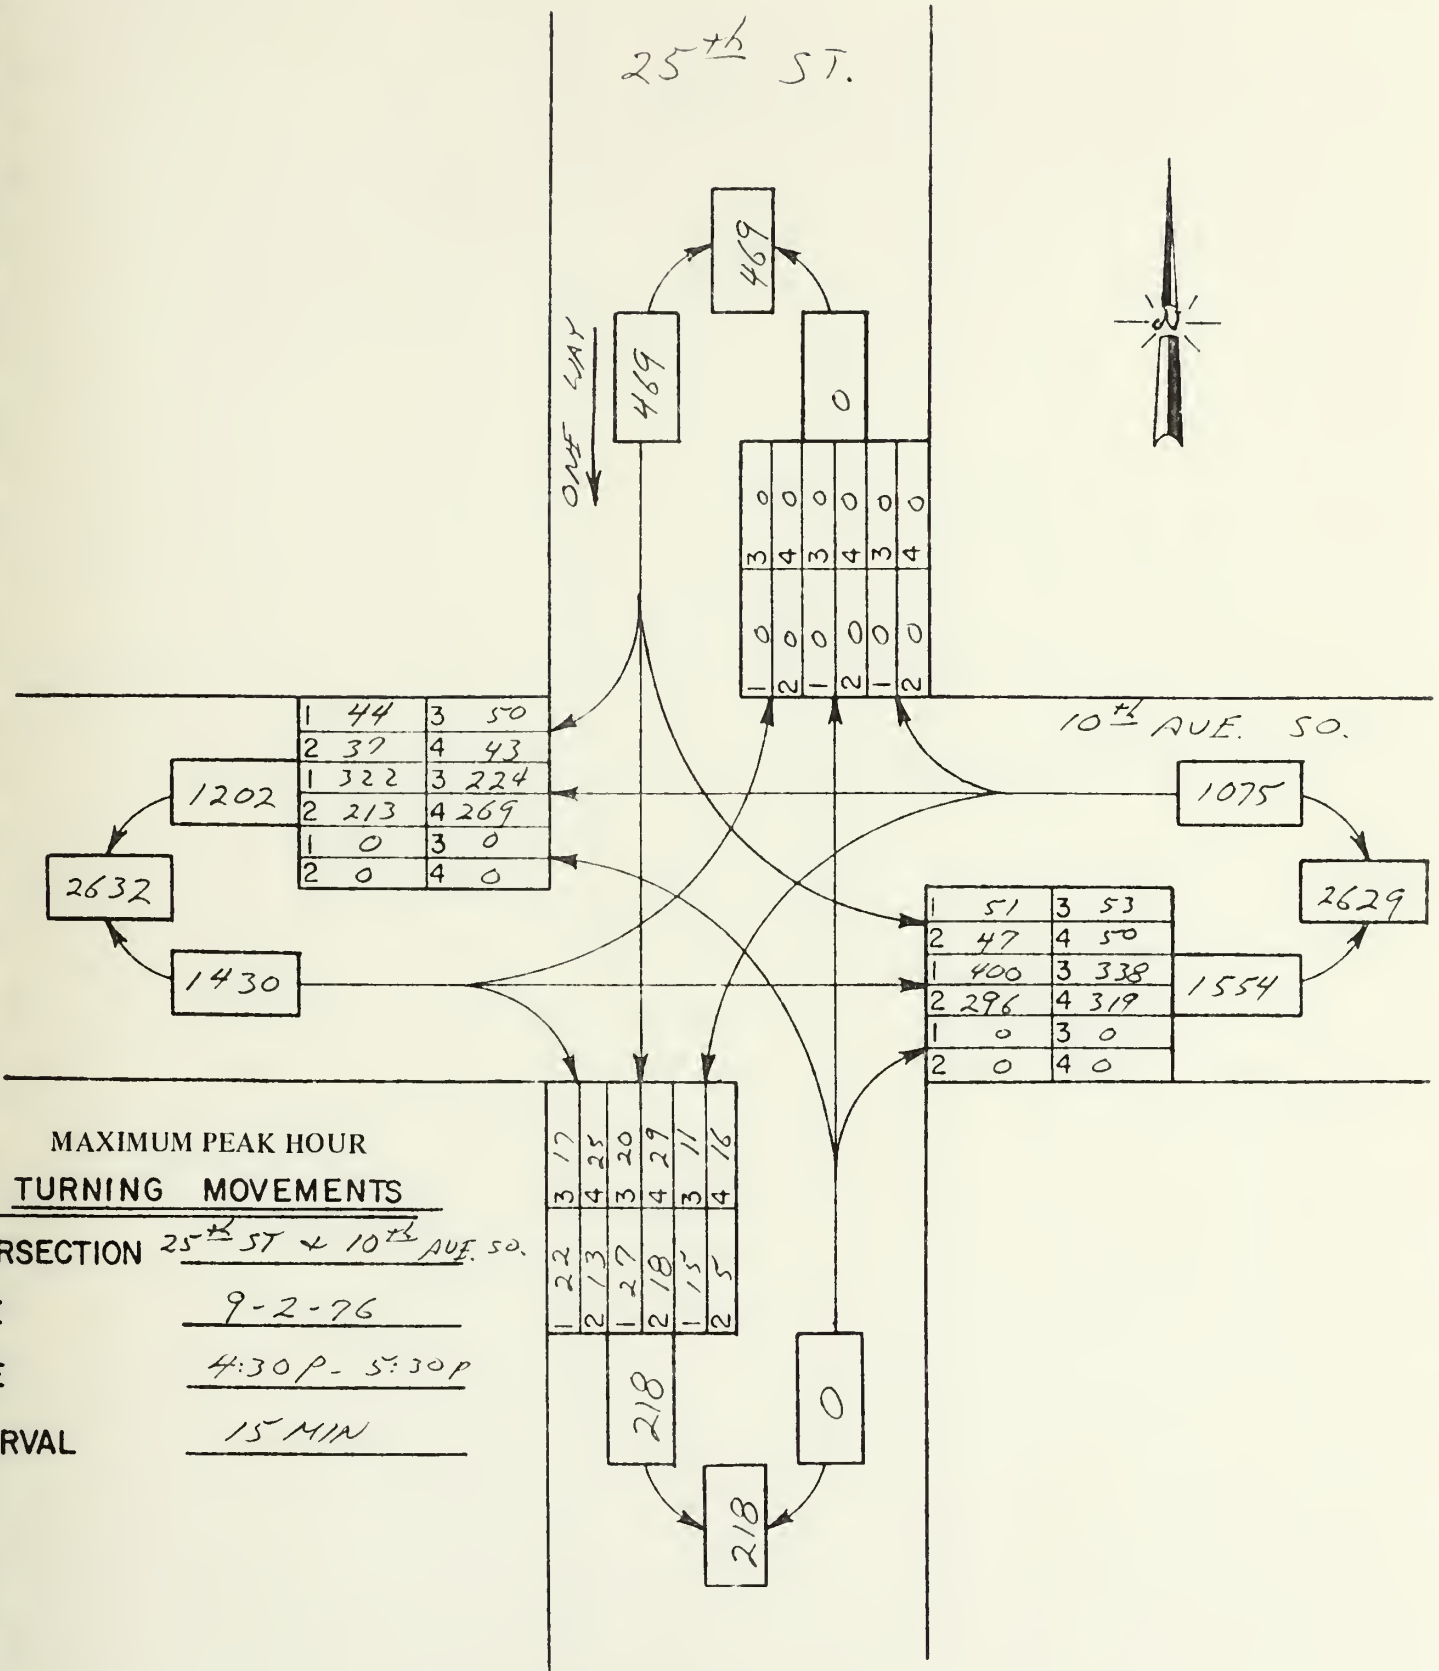 25th ST.
469
ONE WAY
469
0
3 0
4 0
3 0
4 0
3 0
4 0
1 0
2 0
1 0
2 0
1 0
2 0
N
10th AVE. SO.
1 44 3 50
2 37 4 43
1 322 3 224
2 213 4 269
1 0 3 0
2 0 4 0
1202
2632
1430
1075
2629
1554
1 51 3 53
2 47 4 50
1 400 3 338
2 296 4 319
1 0 3 0
2 0 4 0
1 22 3 17
2 13 4 25
1 27 3 20
2 18 4 29
1 15 3 11
2 5 4 16
218
0
218
MAXIMUM PEAK HOUR
TURNING MOVEMENTS
RSECTION 25th ST & 10th AVE. SO.
E 9-2-76
E 4:30P - 5:30P
RVAL 15 MIN